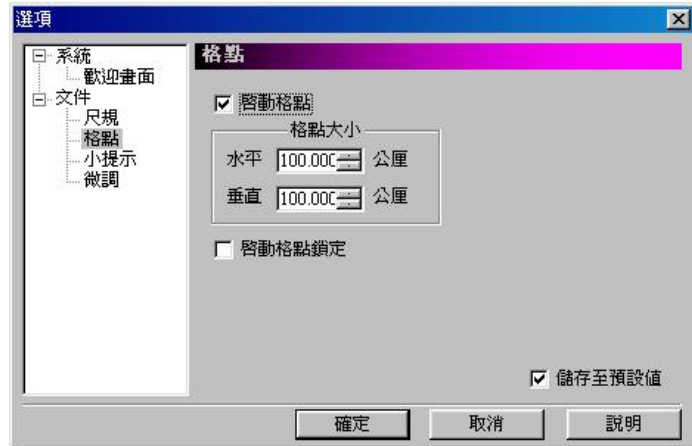 選項
系統
歡迎畫面
文件
尺規
格點
小提示
微調
格點
啓動格點
格點大小
水平 100.000 公厘
垂直 100.000 公厘
啓動格點鎖定
儲存至預設值
確定 取消 說明